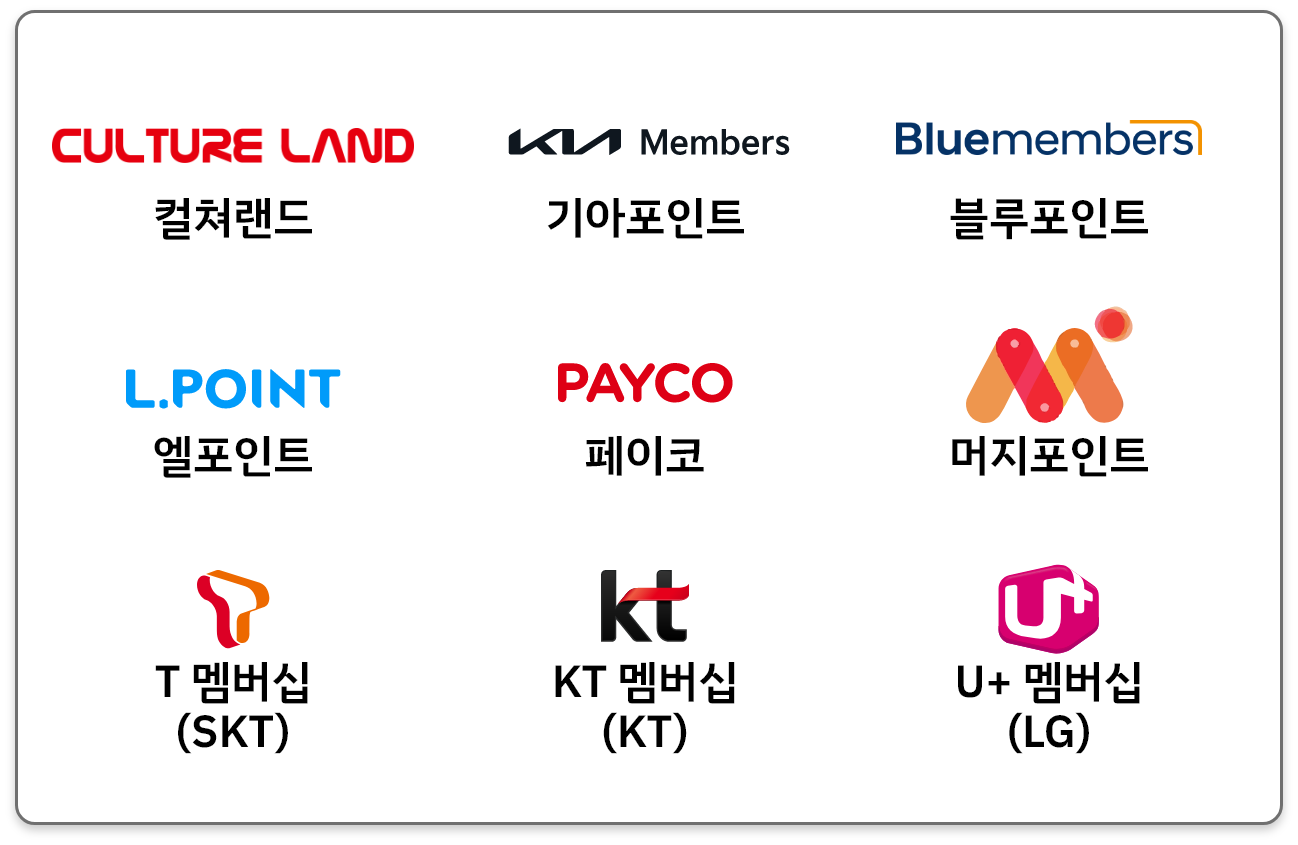 CULTURE LAND
KIA Members
Bluemembers
컬쳐랜드
기아포인트
블루포인트
L.POINT
PAYCO
엘포인트
페이코
머지포인트
kt
U+
T 멤버십
(SKT)
KT 멤버십
(KT)
U+ 멤버십
(LG)